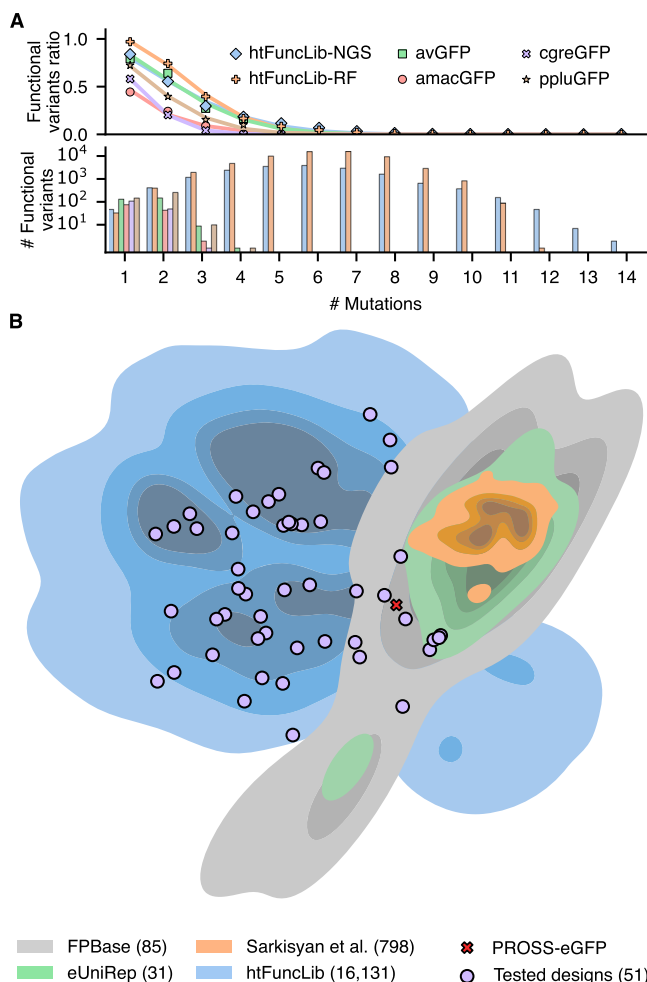 A
Functional
variants ratio
1.0
0.5
0.0
htFuncLib-NGS
avGFP
cgreGFP
htFuncLib-RF
amacGFP
ppluGFP
# Functional
variants
10^4
10^3
10^2
10^1
1 2 3 4 5 6 7 8 9 10 11 12 13 14
# Mutations
B
FPBase (85)
Sarkisyan et al. (798)
PROSS-eGFP
eUniRep (31)
htFuncLib (16,131)
Tested designs (51)